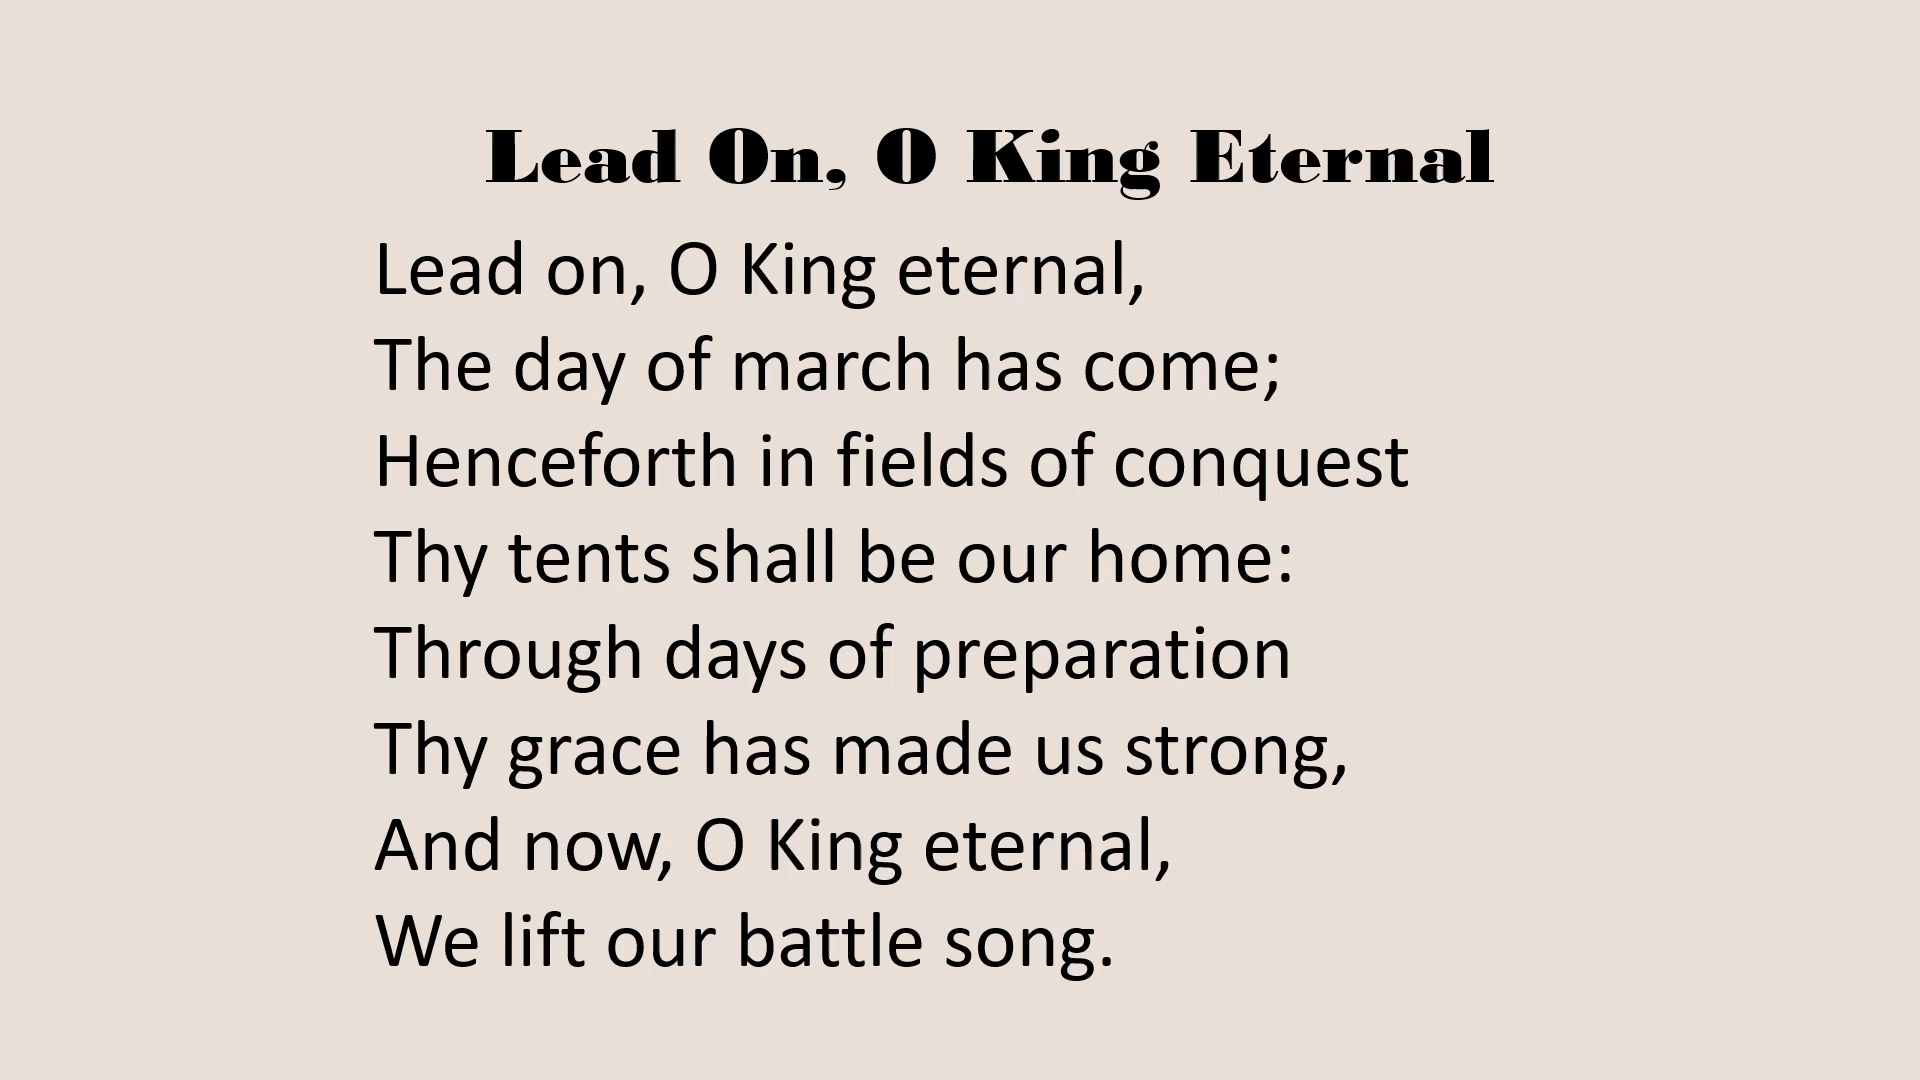 Lead On, O King Eternal
Lead on, O King eternal,
The day of march has come;
Henceforth in fields of conquest
Thy tents shall be our home:
Through days of preparation
Thy grace has made us strong,
And now, O King eternal,
We lift our battle song.